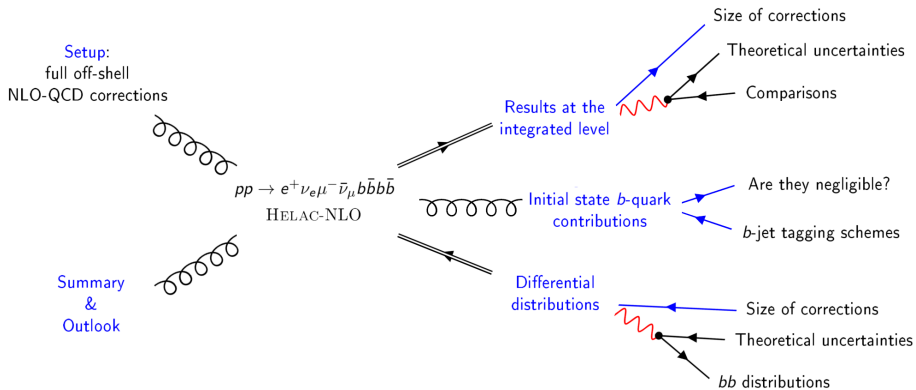 Setup:
full off-shell
NLO-QCD corrections
pp → e⁺νₑμ⁻ν̄_μbb̄bb̄
HELAC-NLO
Summary
&
Outlook
Results at the
integrated level
Size of corrections
Theoretical uncertainties
Comparisons
Initial state b-quark
contributions
Are they negligible?
b-jet tagging schemes
Differential
distributions
Size of corrections
Theoretical uncertainties
bb distributions